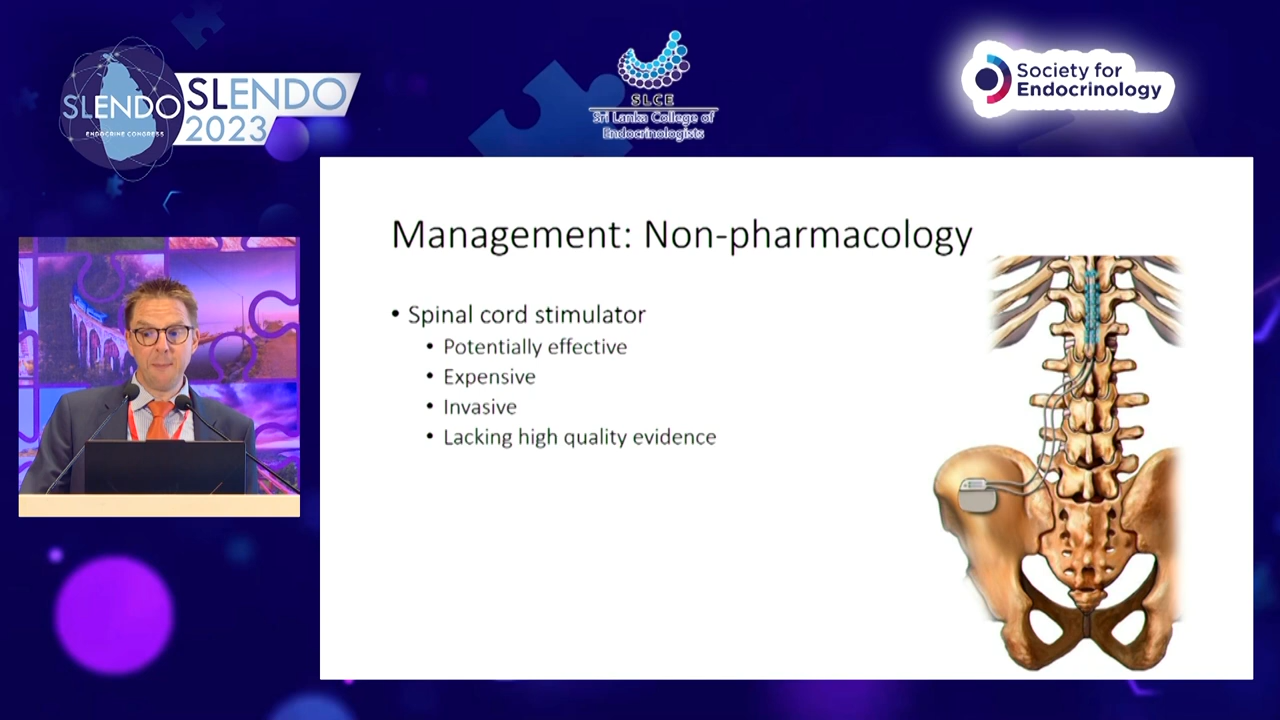 SLENDO
ENDOCRINE CONGRESS
SLENDO
2023
SLCE
Sri Lanka College of
Endocrinologists
Society for
Endocrinology
Management: Non-pharmacology
• Spinal cord stimulator
• Potentially effective
• Expensive
• Invasive
• Lacking high quality evidence